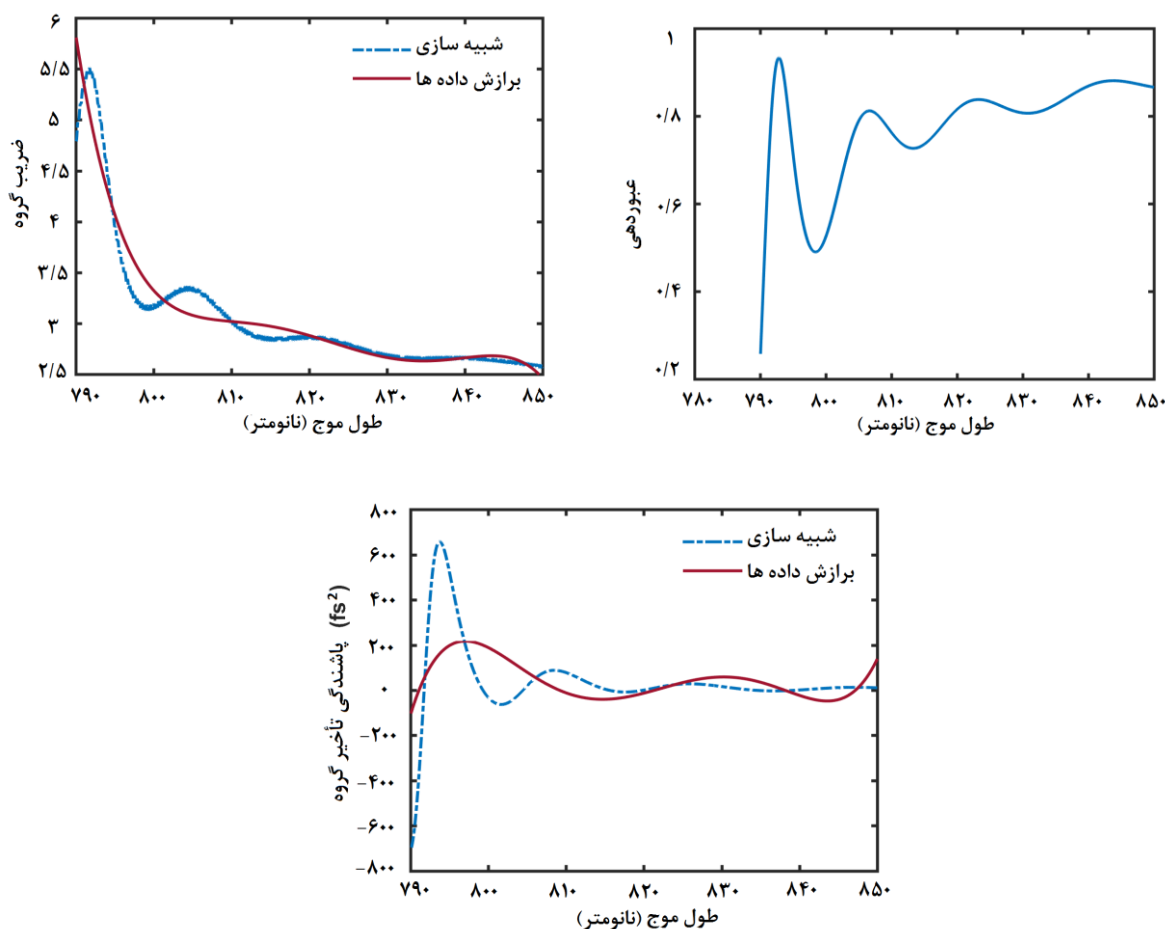 ضریب گروه
۶
۵/۵
۵
۴/۵
۴
۳/۵
۳
۲/۵
شبیه سازی
برازش داده ها
۷۹۰ ۸۰۰ ۸۱۰ ۸۲۰ ۸۳۰ ۸۴۰ ۸۵۰
طول موج (نانومتر)
عبوردهی
۱
۰/۸
۰/۶
۰/۴
۰/۲
۷۸۰ ۷۹۰ ۸۰۰ ۸۱۰ ۸۲۰ ۸۳۰ ۸۴۰ ۸۵۰
طول موج (نانومتر)
پاشندگی تأخیر گروه (fs²)
۸۰۰
۶۰۰
۴۰۰
۲۰۰
۰
−۲۰۰
−۴۰۰
−۶۰۰
−۸۰۰
شبیه سازی
برازش داده ها
۷۹۰ ۸۰۰ ۸۱۰ ۸۲۰ ۸۳۰ ۸۴۰ ۸۵۰
طول موج (نانومتر)